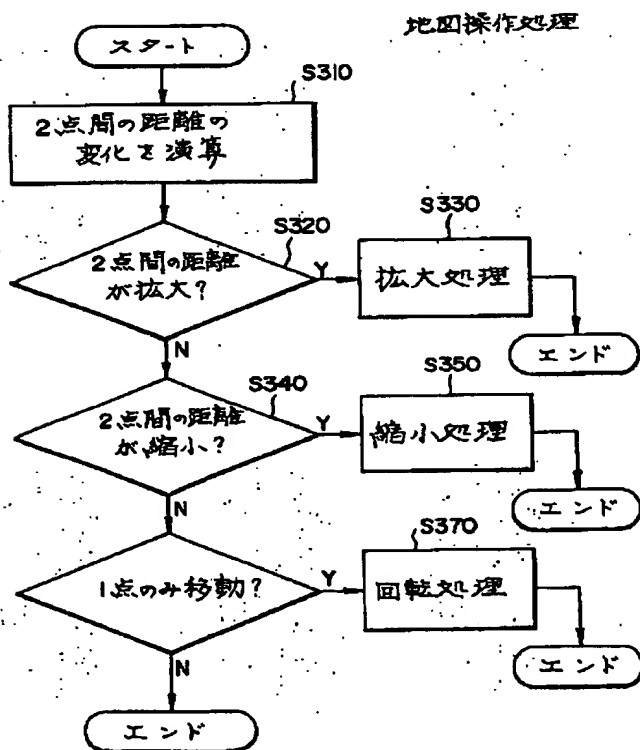 地図操作処理
スタート
S310
2点間の距離の
変化を演算
S320
2点間の距離
が拡大?
Y
S330
拡大処理
エンド
N
S340
2点間の距離
が縮小?
Y
S350
縮小処理
エンド
N
1点のみ移動?
Y
S370
回転処理
エンド
N
エンド